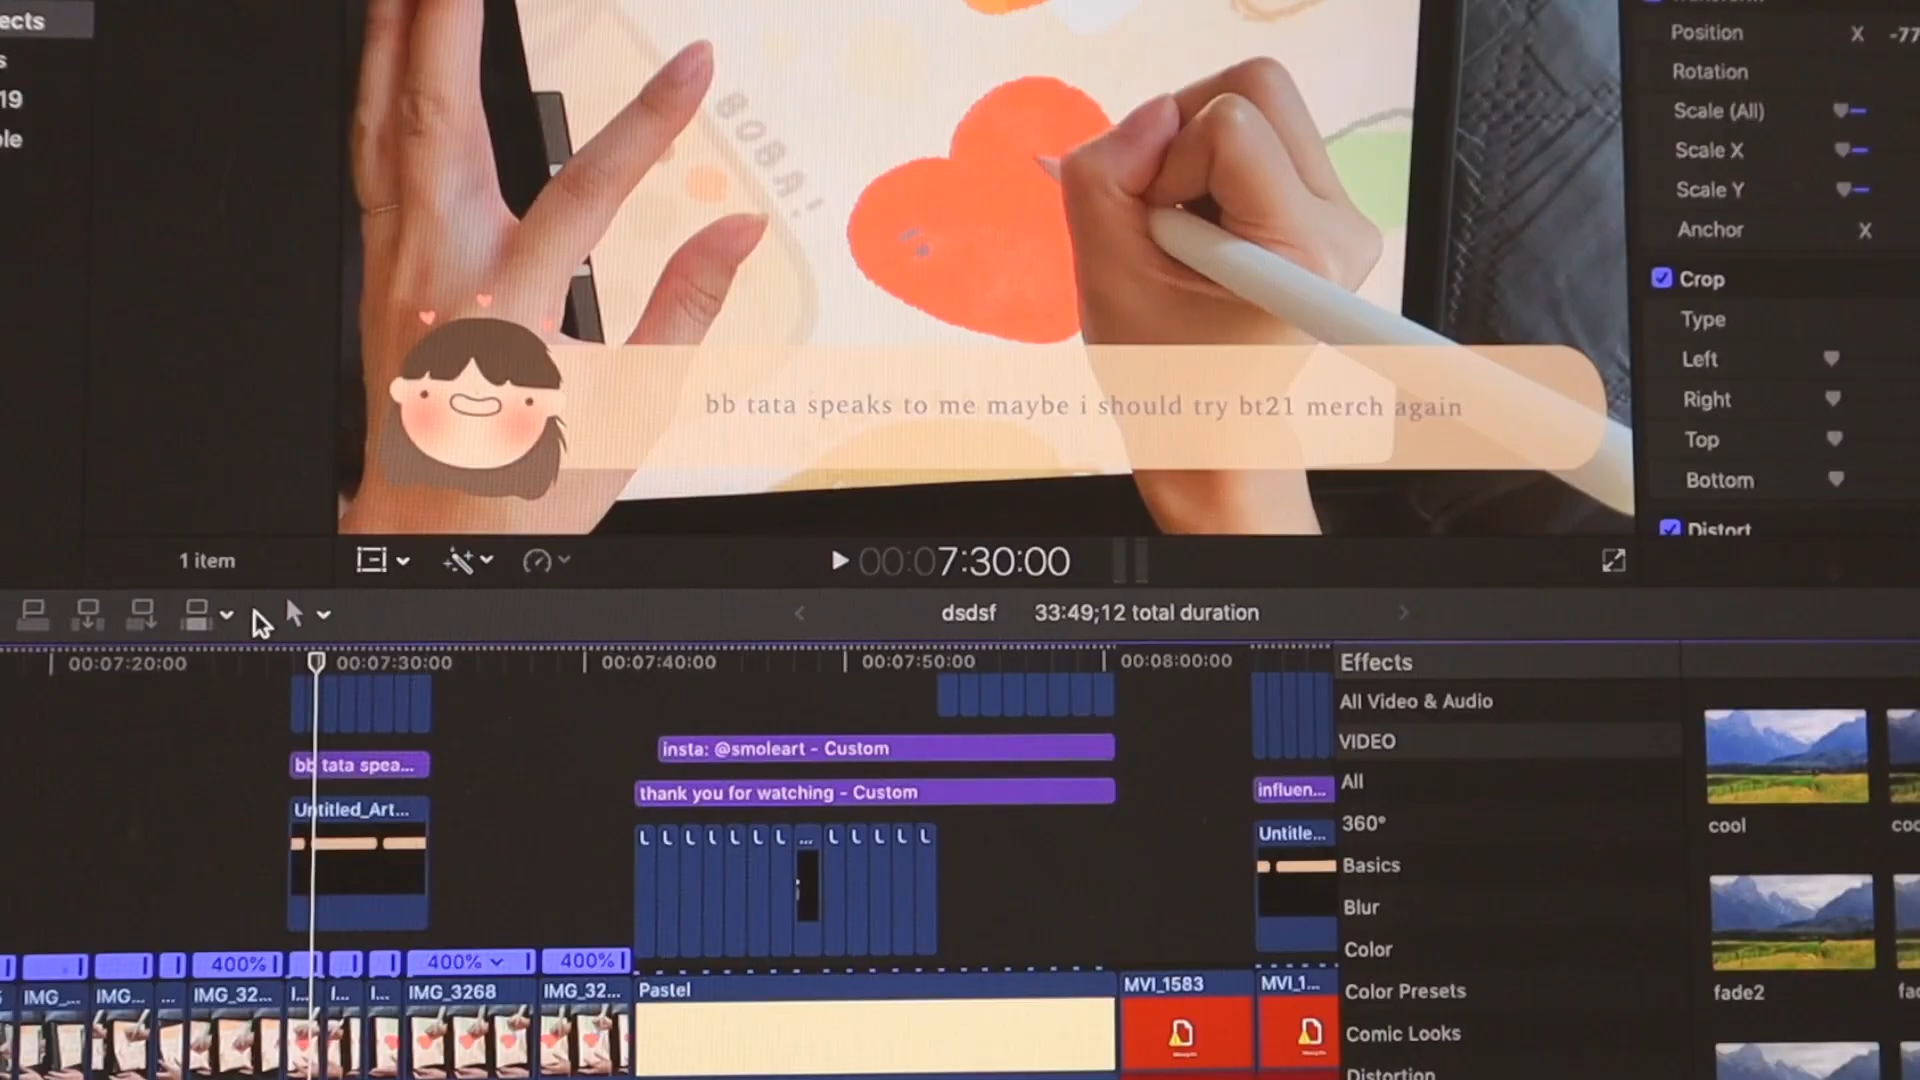 ects
s
19
ble
BOBA!
bb tata speaks to me maybe i should try bt21 merch again
Position X -77
Rotation
Scale (All)
Scale X
Scale Y
Anchor X
Crop
Type
Left
Right
Top
Bottom
Distort
1 item
00:07:30:00
dsdsf 33:49;12 total duration
00:07:20:00 00:07:30:00 00:07:40:00 00:07:50:00 00:08:00:00
insta: @smoleart - Custom
bb tata spea...
thank you for watching - Custom
influen...
Untitled_Art...
L L L L L L L ... L L L L L
Untitle...
400% 400% 400%
IMG_... IMG... ... IMG_32... I... I... I... IMG_3268 IMG_32... Pastel MVI_1583 MVI_1...
Effects
All Video & Audio
VIDEO
All
360°
Basics
Blur
Color
Color Presets
Comic Looks
Distortion
cool coo
fade2 fad